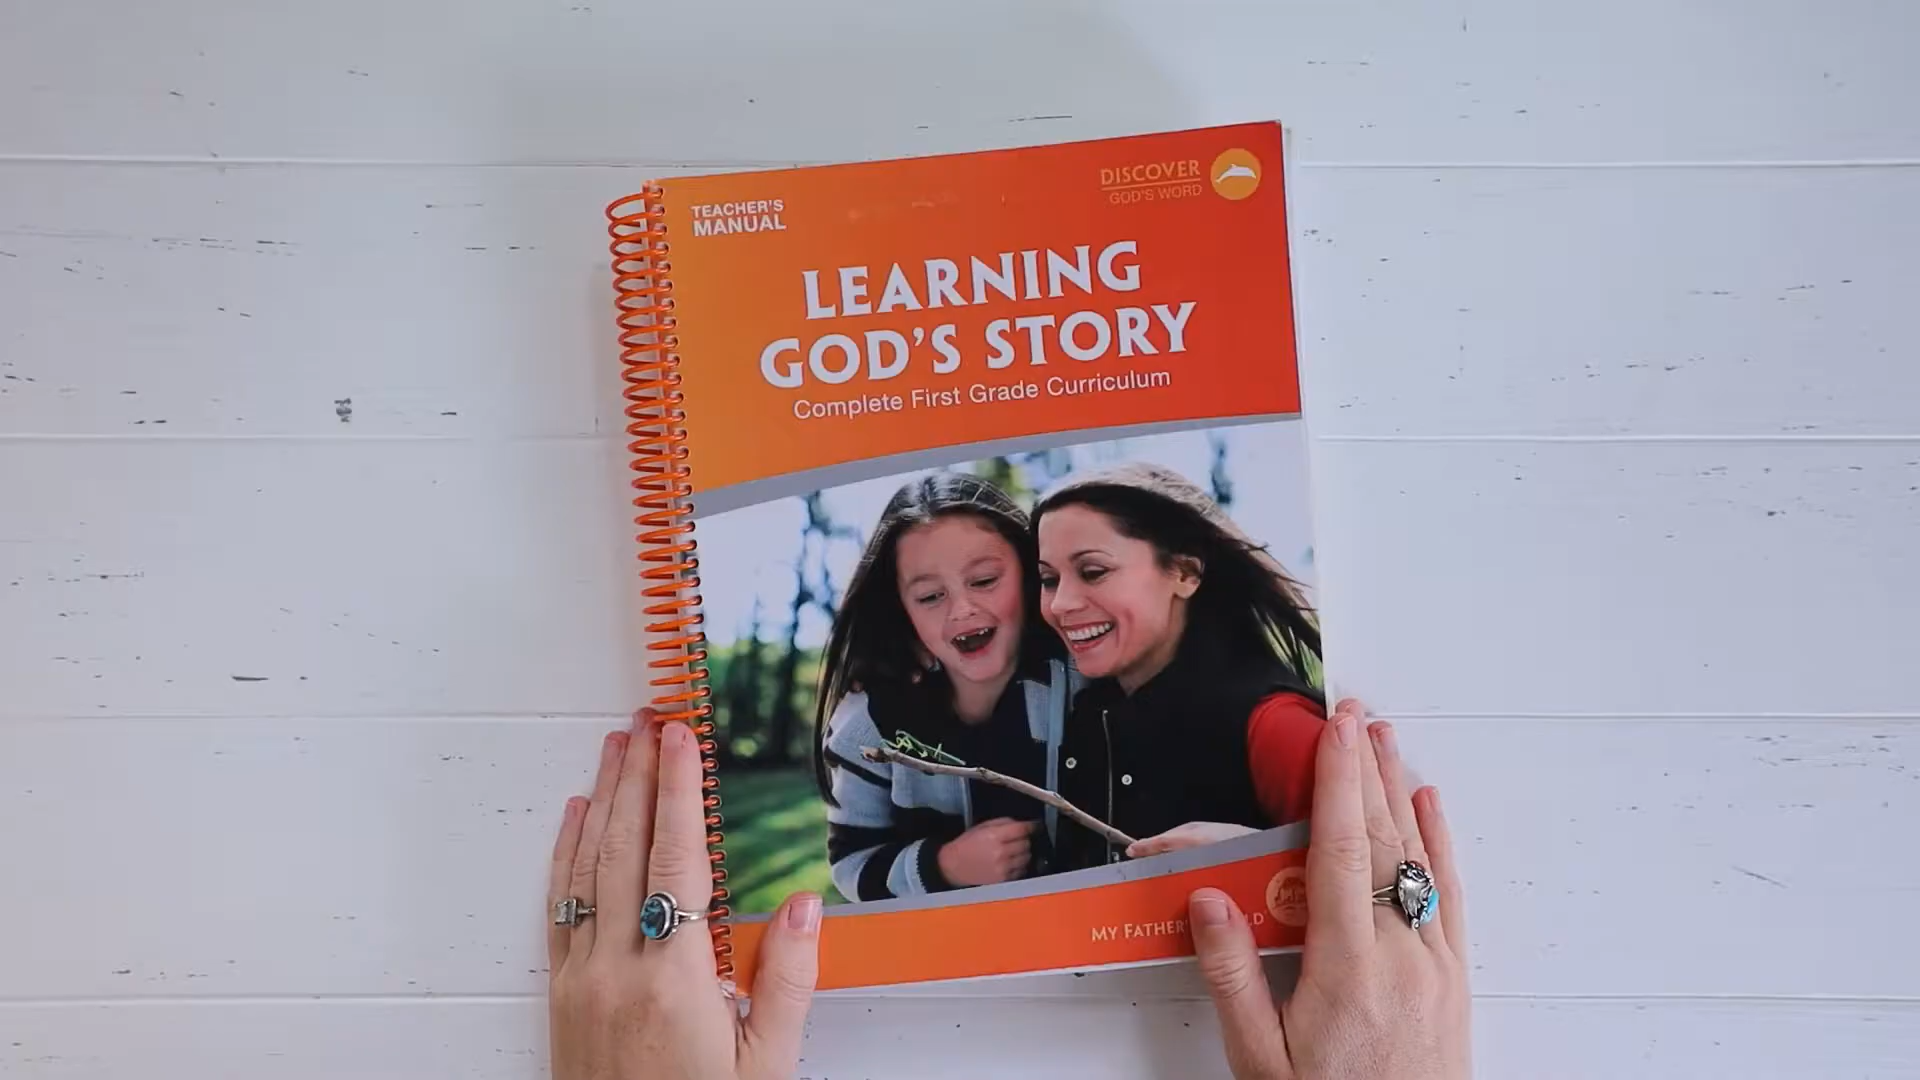 TEACHER'S
MANUAL
DISCOVER
GOD'S WORD
LEARNING
GOD'S STORY
Complete First Grade Curriculum
MY FATHER'